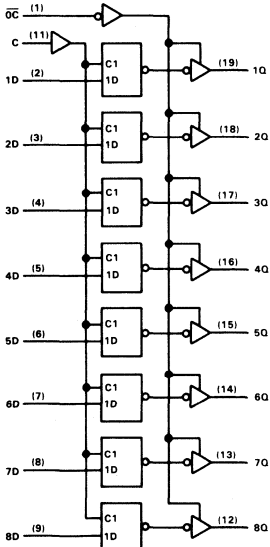 OC (1)
C (11)
C1 (19)
1D (2) 1D 1Q
C1 (18)
2D (3) 1D 2Q
C1 (17)
3D (4) 1D 3Q
C1 (16)
4D (5) 1D 4Q
C1 (15)
5D (6) 1D 5Q
C1 (14)
6D (7) 1D 6Q
C1 (13)
7D (8) 1D 7Q
C1 (12)
8D (9) 1D 8Q